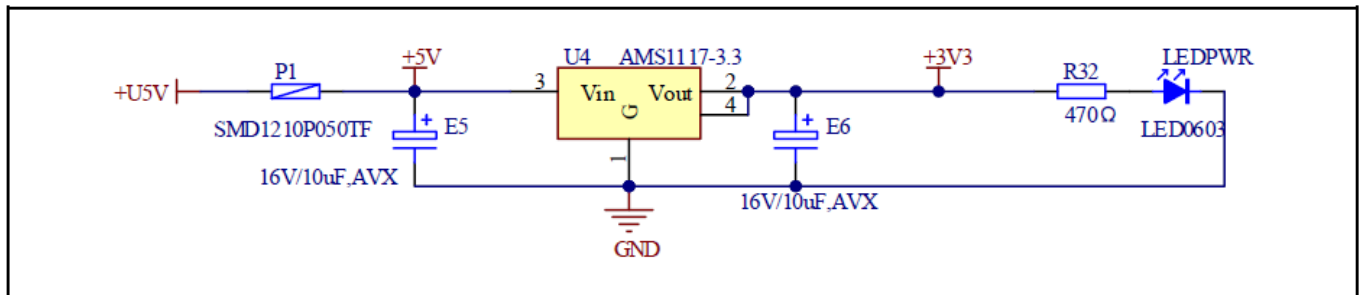 +U5V
P1
SMD1210P050TF
+5V
E5
+
16V/10uF,AVX
U4 AMS1117-3.3
3
Vin Vout
G
2
4
1
GND
+
E6
16V/10uF,AVX
+3V3
R32
470Ω
LEDPWR
LED0603